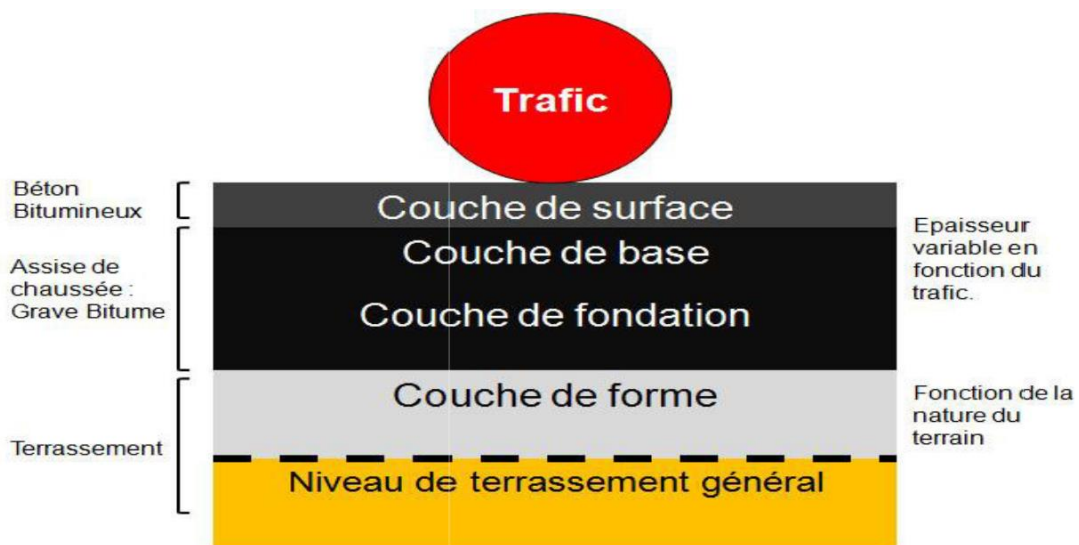 Trafic
Béton
Bitumineux
Couche de surface
Assise de
chaussée :
Grave Bitume
Couche de base
Couche de fondation
Epaisseur
variable en
fonction du
trafic.
Terrassement
Couche de forme
Niveau de terrassement général
Fonction de la
nature du
terrain